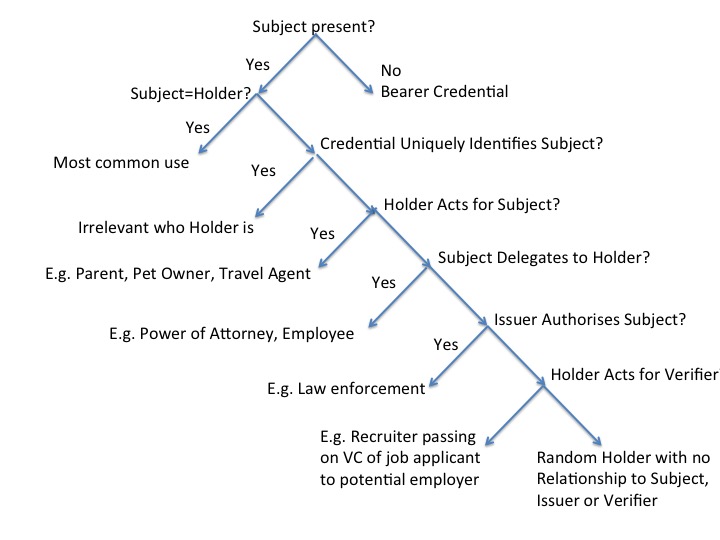 Subject present?
Yes
No
Bearer Credential
Subject=Holder?
Yes
Credential Uniquely Identifies Subject?
Most common use
Yes
Holder Acts for Subject?
Irrelevant who Holder is
Yes
Subject Delegates to Holder?
E.g. Parent, Pet Owner, Travel Agent
Yes
Issuer Authorises Subject?
E.g. Power of Attorney, Employee
Yes
Holder Acts for Verifier
E.g. Law enforcement
E.g. Recruiter passing
on VC of job applicant
to potential employer
Random Holder with no
Relationship to Subject,
Issuer or Verifier